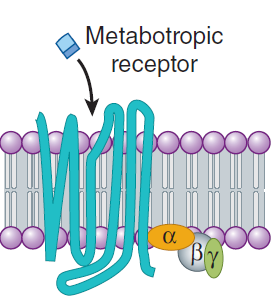 Metabotropic
receptor
α
β γ